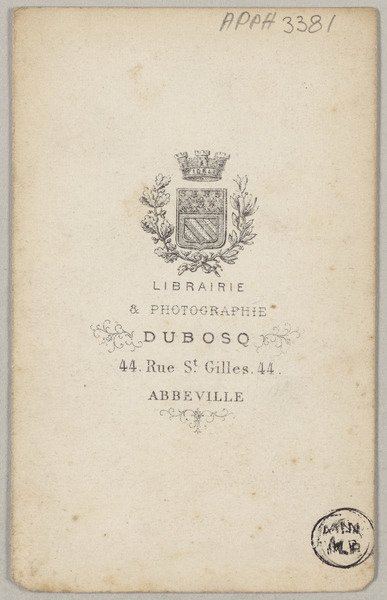 APPH 3381
LIBRAIRIE
& PHOTOGRAPHIE
DUBOSQ
44. Rue St Gilles. 44.
ABBEVILLE